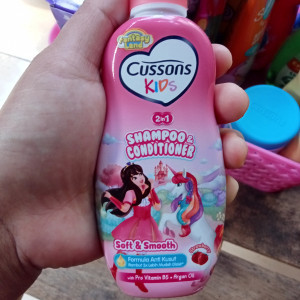 Fantasy
Land
Cussons
KIDS
2in1
SHAMPOO &
CONDITIONER
Soft & Smooth
Formula Anti Kusut
with Pro Vitamin B5 + Argan Oil